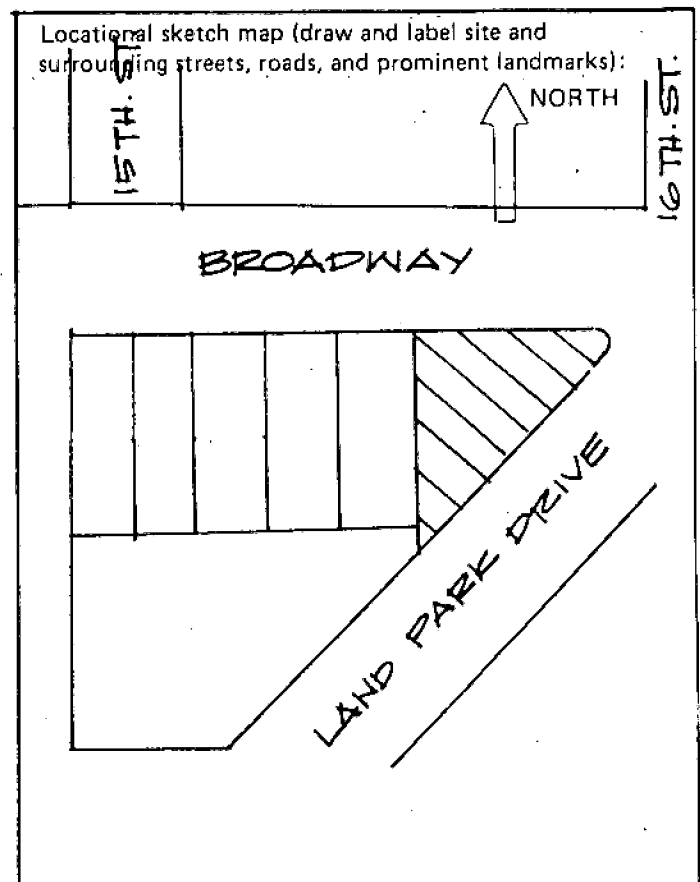 Locational sketch map (draw and label site and
surrounding streets, roads, and prominent landmarks):
15TH. ST.
NORTH
16TH. ST.
BROADWAY
LAND PARK DRIVE